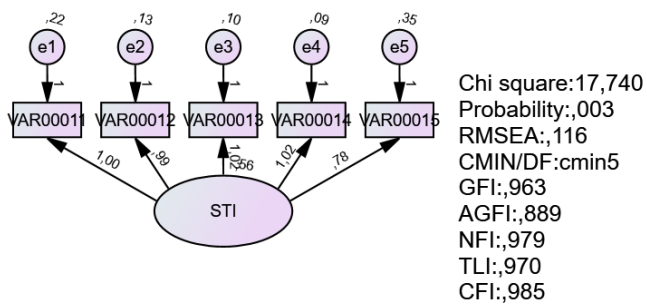 ,22 ,13 ,10 ,09 ,35
e1 e2 e3 e4 e5
1 1 1 1 1
VAR00011 VAR00012 VAR00013 VAR00014 VAR00015
1,00 ,99 1,02 1,02 ,78
,56
STI
Chi square:17,740
Probability:,003
RMSEA:,116
CMIN/DF:cmin5
GFI:,963
AGFI:,889
NFI:,979
TLI:,970
CFI:,985